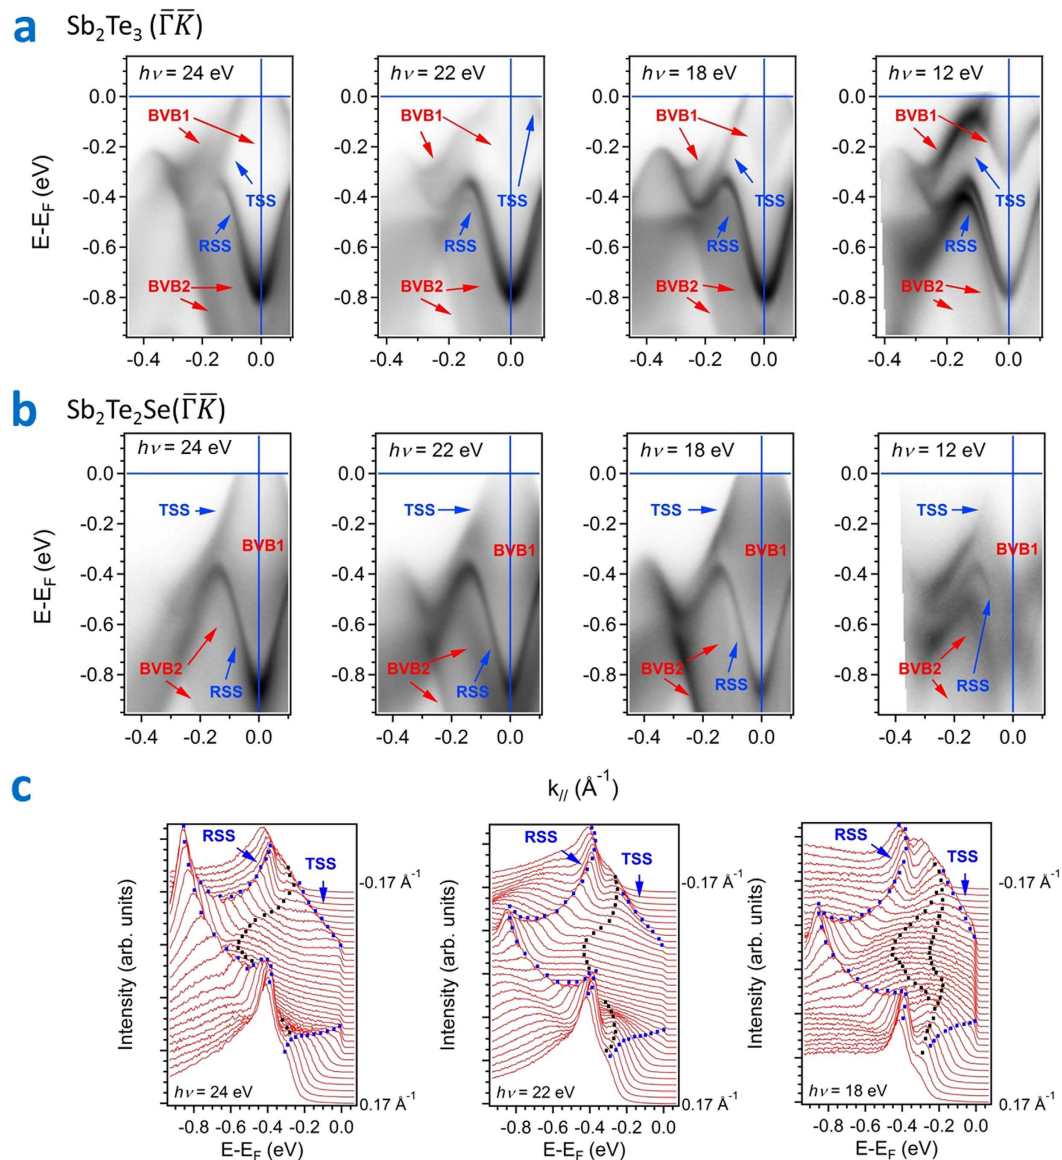 a Sb₂Te₃ (Γ̄K̄)
hν = 24 eV hν = 22 eV hν = 18 eV hν = 12 eV
0.0
BVB1 BVB1 BVB1 BVB1
-0.2
TSS TSS TSS TSS
-0.4
E-E_F (eV)
RSS RSS RSS RSS
-0.6
BVB2 BVB2 BVB2 BVB2
-0.8
-0.4 -0.2 0.0 -0.4 -0.2 0.0 -0.4 -0.2 0.0 -0.4 -0.2 0.0
b Sb₂Te₂Se(Γ̄K̄)
hν = 24 eV hν = 22 eV hν = 18 eV hν = 12 eV
0.0
TSS TSS TSS TSS
-0.2
BVB1 BVB1 BVB1 BVB1
-0.4
E-E_F (eV)
-0.6
BVB2 BVB2 BVB2 BVB2
RSS RSS RSS RSS
-0.8
-0.4 -0.2 0.0 -0.4 -0.2 0.0 -0.4 -0.2 0.0 -0.4 -0.2 0.0
c k// (Å⁻¹)
RSS RSS RSS
TSS TSS TSS
-0.17 Å⁻¹ -0.17 Å⁻¹ -0.17 Å⁻¹
Intensity (arb. units) Intensity (arb. units) Intensity (arb. units)
hν = 24 eV hν = 22 eV hν = 18 eV
0.17 Å⁻¹ 0.17 Å⁻¹ 0.17 Å⁻¹
-0.8 -0.6 -0.4 -0.2 0.0 -0.8 -0.6 -0.4 -0.2 0.0 -0.8 -0.6 -0.4 -0.2 0.0
E-E_F (eV) E-E_F (eV) E-E_F (eV)